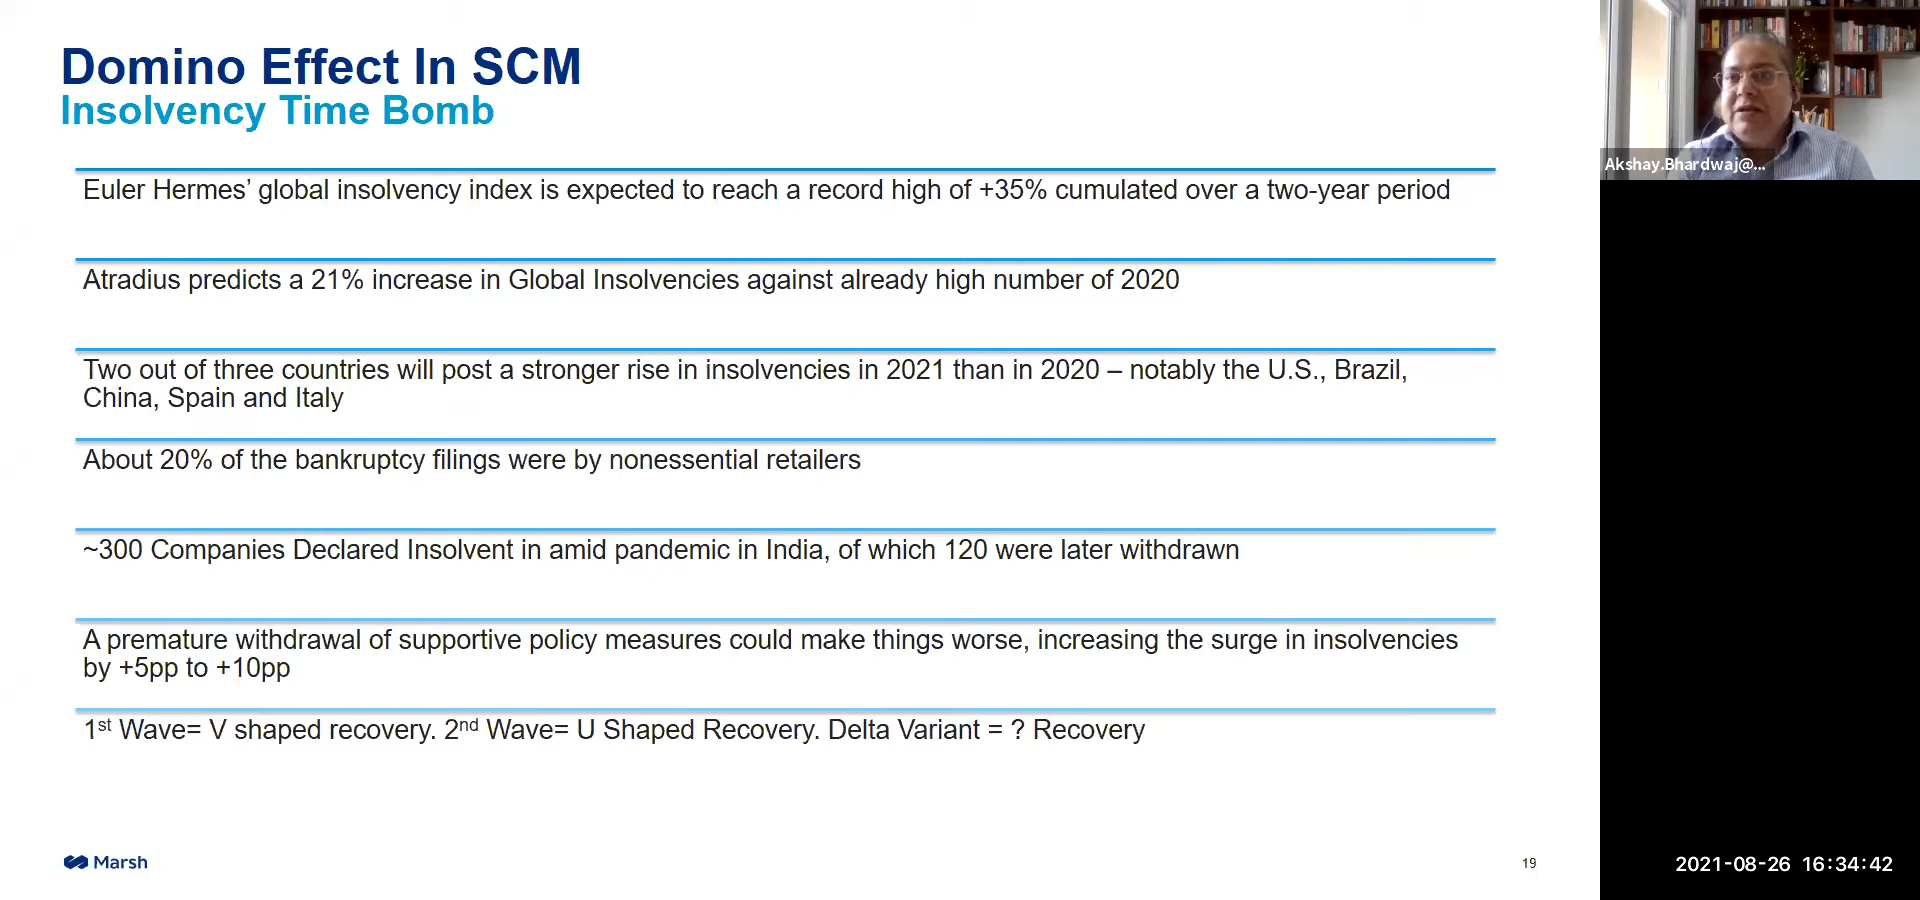 Domino Effect In SCM
Insolvency Time Bomb
Euler Hermes’ global insolvency index is expected to reach a record high of +35% cumulated over a two-year period
Atradius predicts a 21% increase in Global Insolvencies against already high number of 2020
Two out of three countries will post a stronger rise in insolvencies in 2021 than in 2020 – notably the U.S., Brazil,
China, Spain and Italy
About 20% of the bankruptcy filings were by nonessential retailers
~300 Companies Declared Insolvent in amid pandemic in India, of which 120 were later withdrawn
A premature withdrawal of supportive policy measures could make things worse, increasing the surge in insolvencies
by +5pp to +10pp
1st Wave= V shaped recovery. 2nd Wave= U Shaped Recovery. Delta Variant = ? Recovery
Marsh
19
Akshay.Bhardwaj@...
2021-08-26 16:34:42